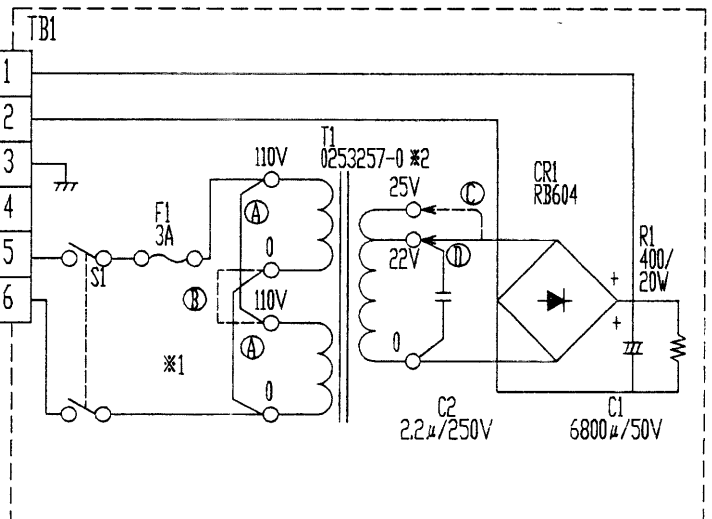 TB1
1
2
3
4
5
6
S1
F1
3A
110V
0
110V
0
Ⓐ
Ⓑ
Ⓐ
※1
T1
0253257-0 ※2
25V
22V
0
Ⓒ
Ⓓ
C2
2.2μ/250V
CR1
RB604
+
+
R1
400/
20W
C1
6800μ/50V